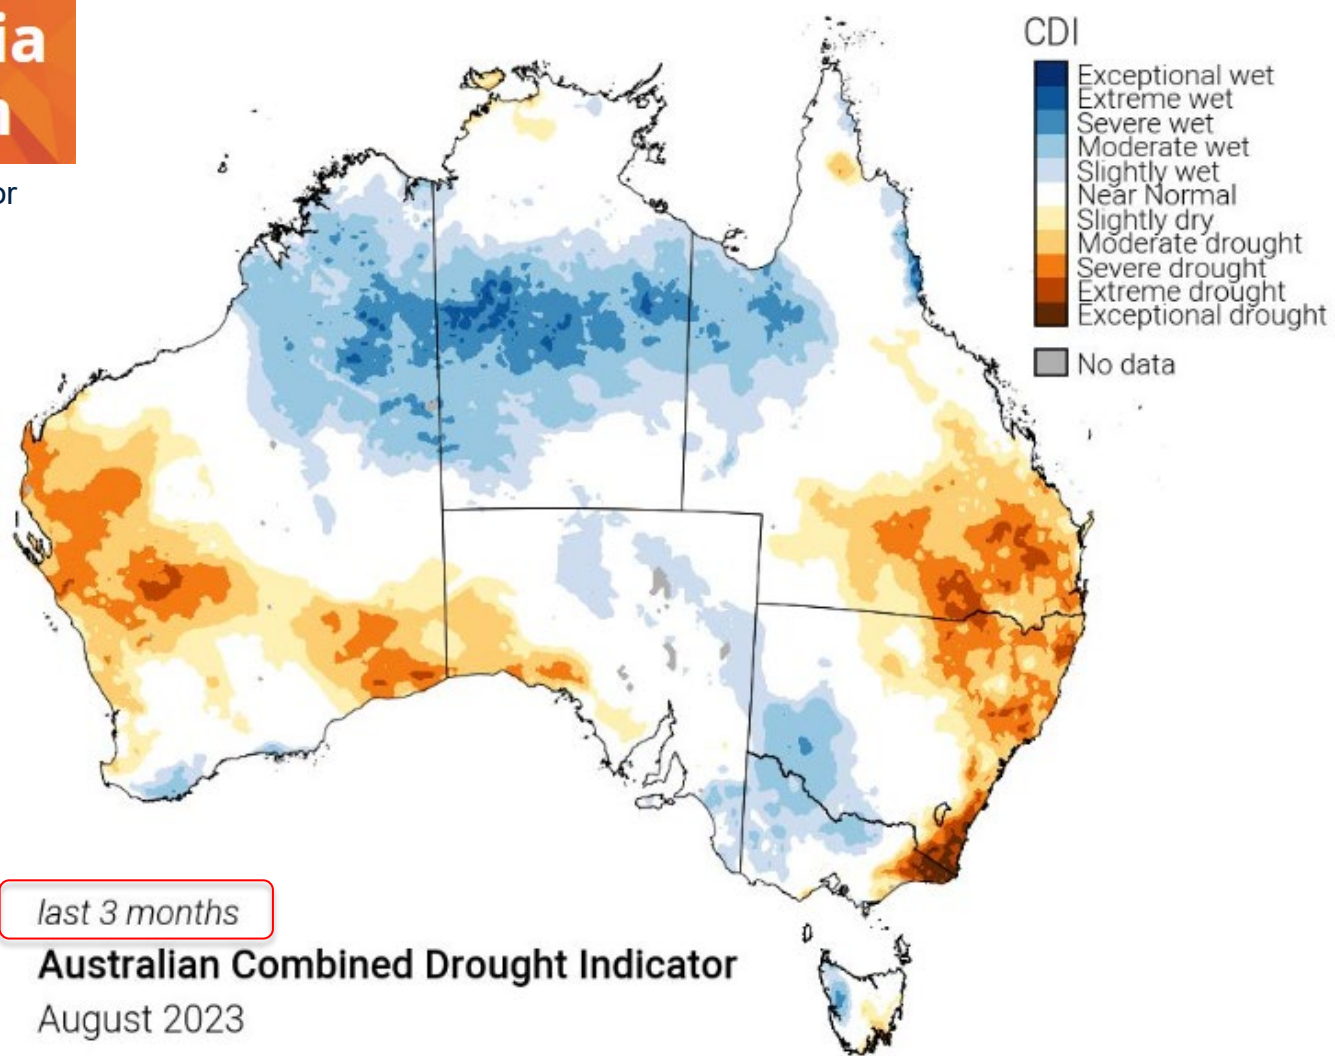 ia
n
or
CDI
Exceptional wet
Extreme wet
Severe wet
Moderate wet
Slightly wet
Near Normal
Slightly dry
Moderate drought
Severe drought
Extreme drought
Exceptional drought
No data
last 3 months
Australian Combined Drought Indicator
August 2023